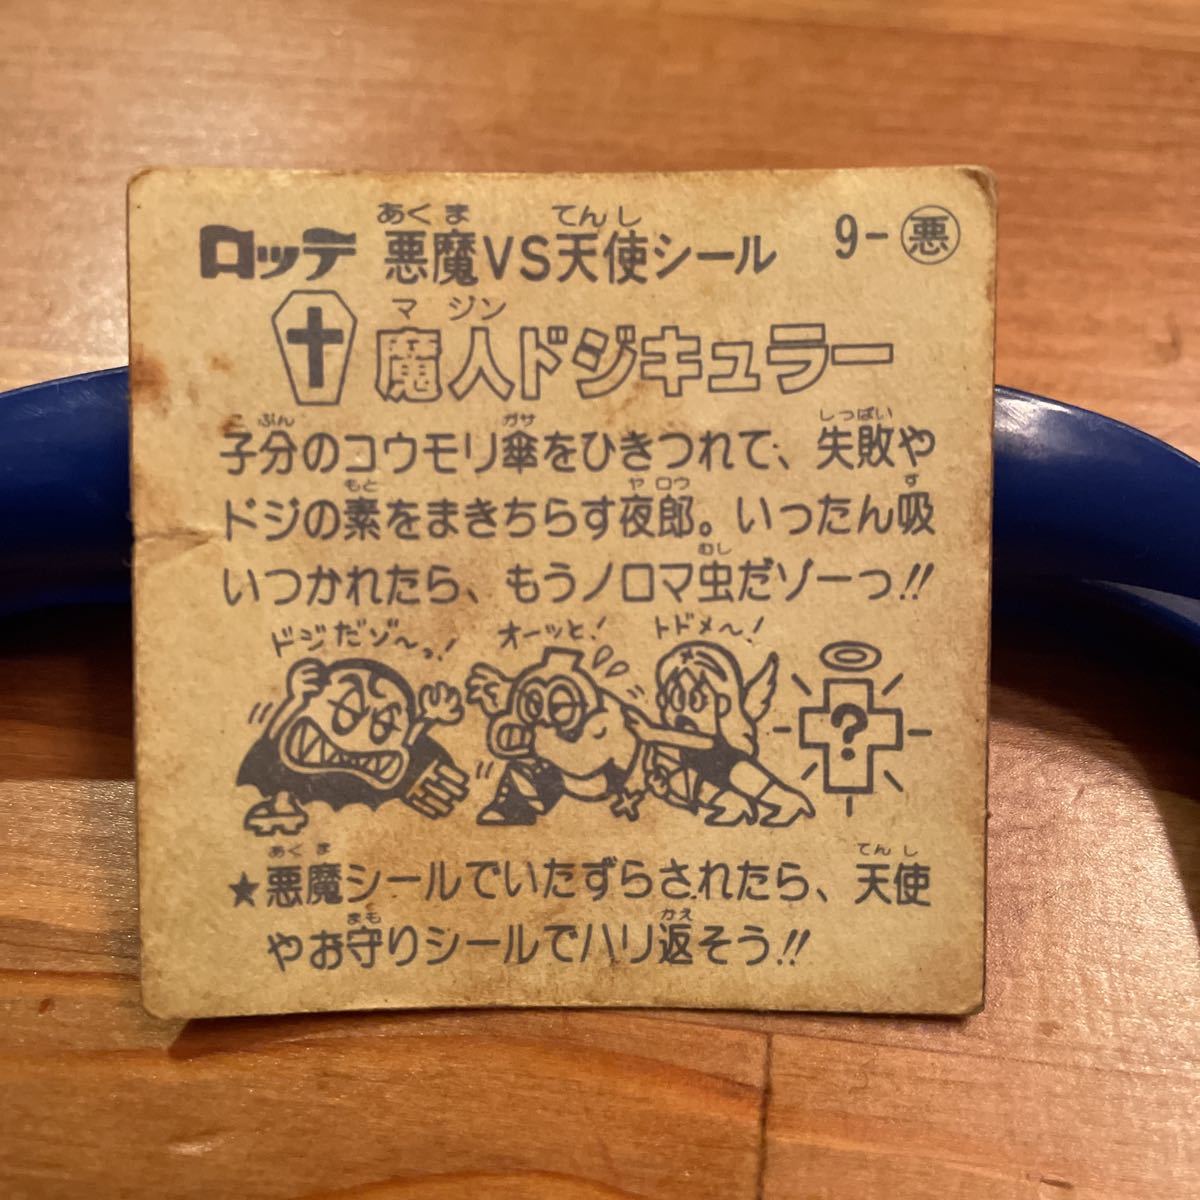 ロッテ 悪魔VS天使シール 9-悪
魔人ドジキュラー
子分のコウモリ傘をひきつれて、失敗や
ドジの素をまきちらす夜郎。いったん吸
いつかれたら、もうノロマ虫だゾーっ!!
ドジだゾ〜っ! オーッと! トドメ〜!
?
★悪魔シールでいたずらされたら、天使
やお守りシールでハリ返そう!!